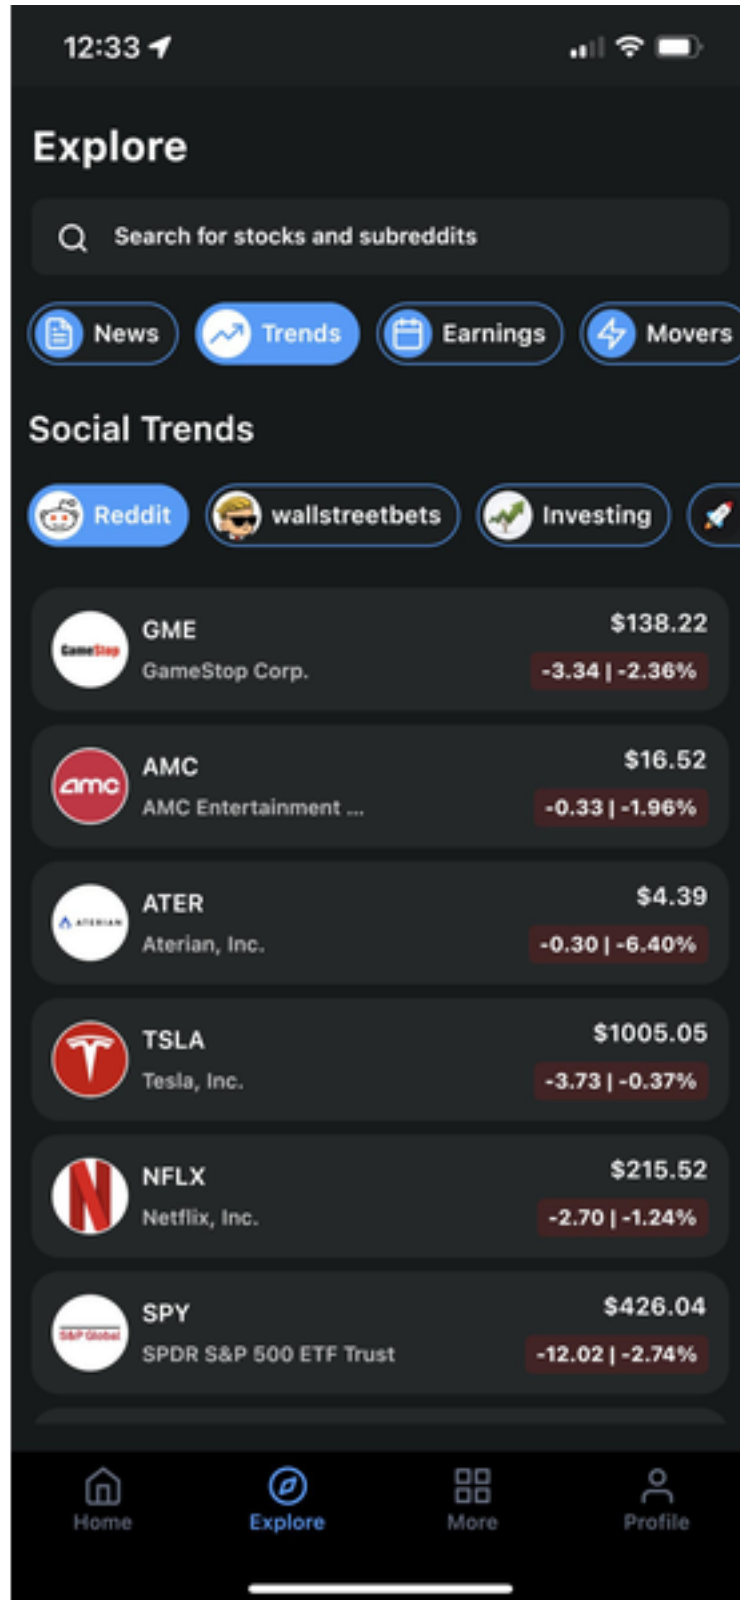 12:33
Explore
Search for stocks and subreddits
News Trends Earnings Movers
Social Trends
Reddit wallstreetbets Investing
GameStop
GME $138.22
GameStop Corp. -3.34 | -2.36%
amc
AMC $16.52
AMC Entertainment ... -0.33 | -1.96%
ATERIAN
ATER $4.39
Aterian, Inc. -0.30 | -6.40%
TSLA $1005.05
Tesla, Inc. -3.73 | -0.37%
NFLX $215.52
Netflix, Inc. -2.70 | -1.24%
S&P Global
SPY $426.04
SPDR S&P 500 ETF Trust -12.02 | -2.74%
Home Explore More Profile